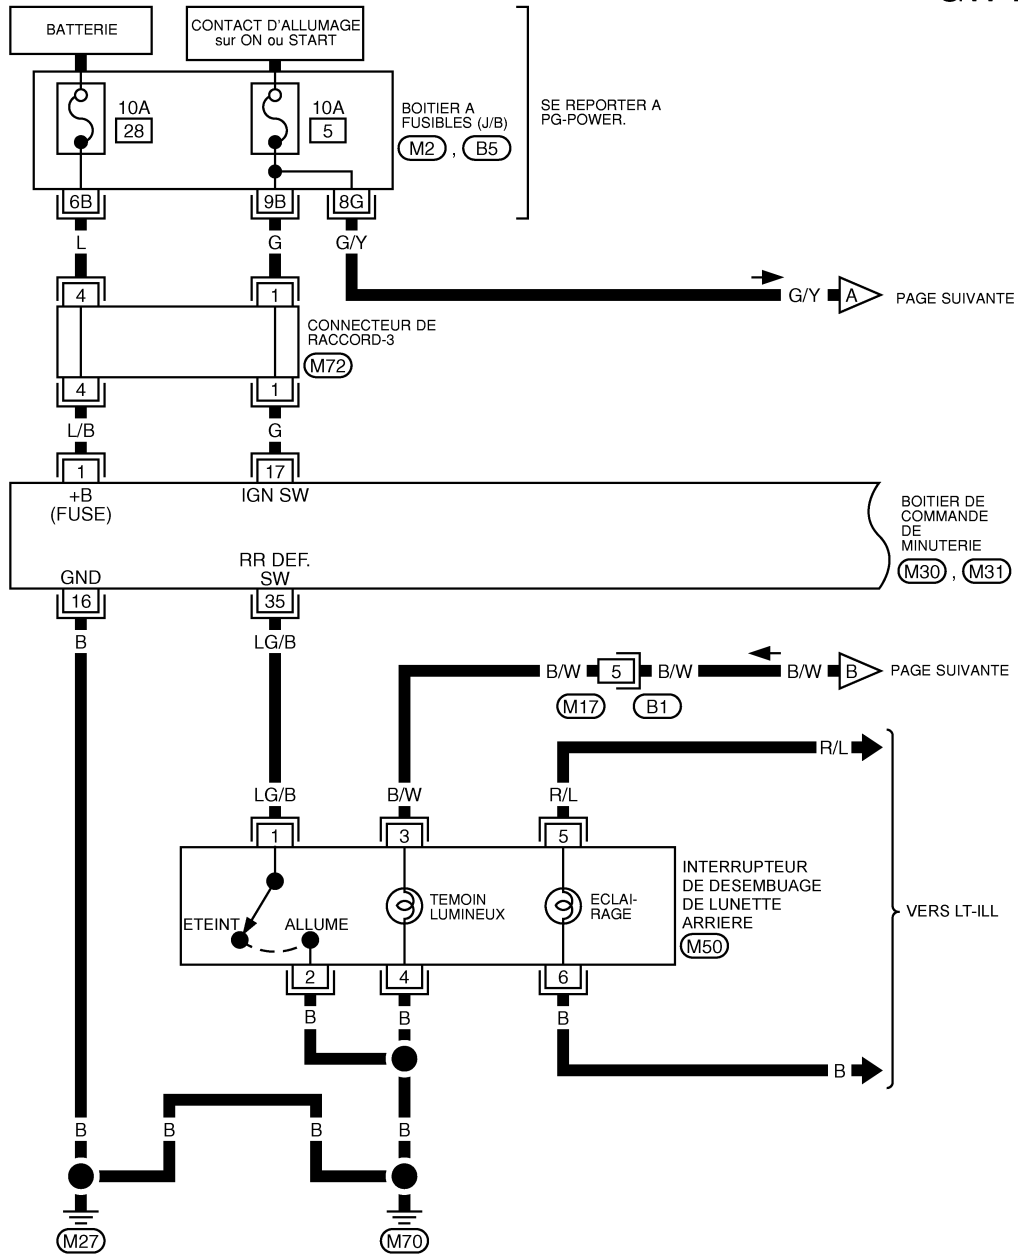 BATTERIE
CONTACT D'ALLUMAGE
sur ON ou START
10A
28
10A
5
BOITIER A
FUSIBLES (J/B)
M2 , B5
SE REPORTER A
PG-POWER.
6B
9B
8G
L
G
G/Y
4
1
G/Y
A
PAGE SUIVANTE
CONNECTEUR DE
RACCORD-3
M72
4
1
L/B
G
1
17
+B
(FUSE)
IGN SW
BOITIER DE
COMMANDE
DE
MINUTERIE
M30 , M31
GND
RR DEF.
SW
16
35
B
LG/B
B/W
5
B/W
B/W
B
PAGE SUIVANTE
M17
B1
R/L
LG/B
B/W
R/L
1
3
5
ETEINT
ALLUME
TEMOIN
LUMINEUX
ECLAI-
RAGE
INTERRUPTEUR
DE DESEMBUAGE
DE LUNETTE
ARRIERE
M50
VERS LT-ILL
2
4
6
B
B
B
B
B
B
B
B
M27
M70